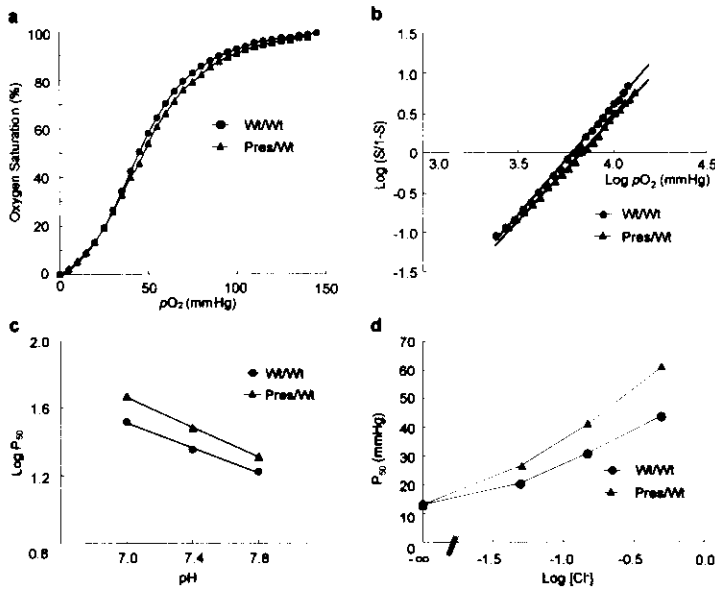 a
100
80
60
40
20
0
Oxygen Saturation (%)
Wt/Wt
Pres/Wt
0
50
100
150
pO₂ (mmHg)
b
1.5
1.0
0.5
0
-0.5
-1.0
-1.5
Log (S/1-S)
3.0
3.5
4.0
4.5
Log pO₂ (mmHg)
Wt/Wt
Pres/Wt
c
2.0
1.6
1.2
0.8
Log P₅₀
Wt/Wt
Pres/Wt
7.0
7.4
7.8
pH
d
70
60
50
40
30
20
10
0
P₅₀ (mmHg)
Wt/Wt
Pres/Wt
-∞
-1.5
-1.0
-0.5
0.0
Log [Cl⁻]